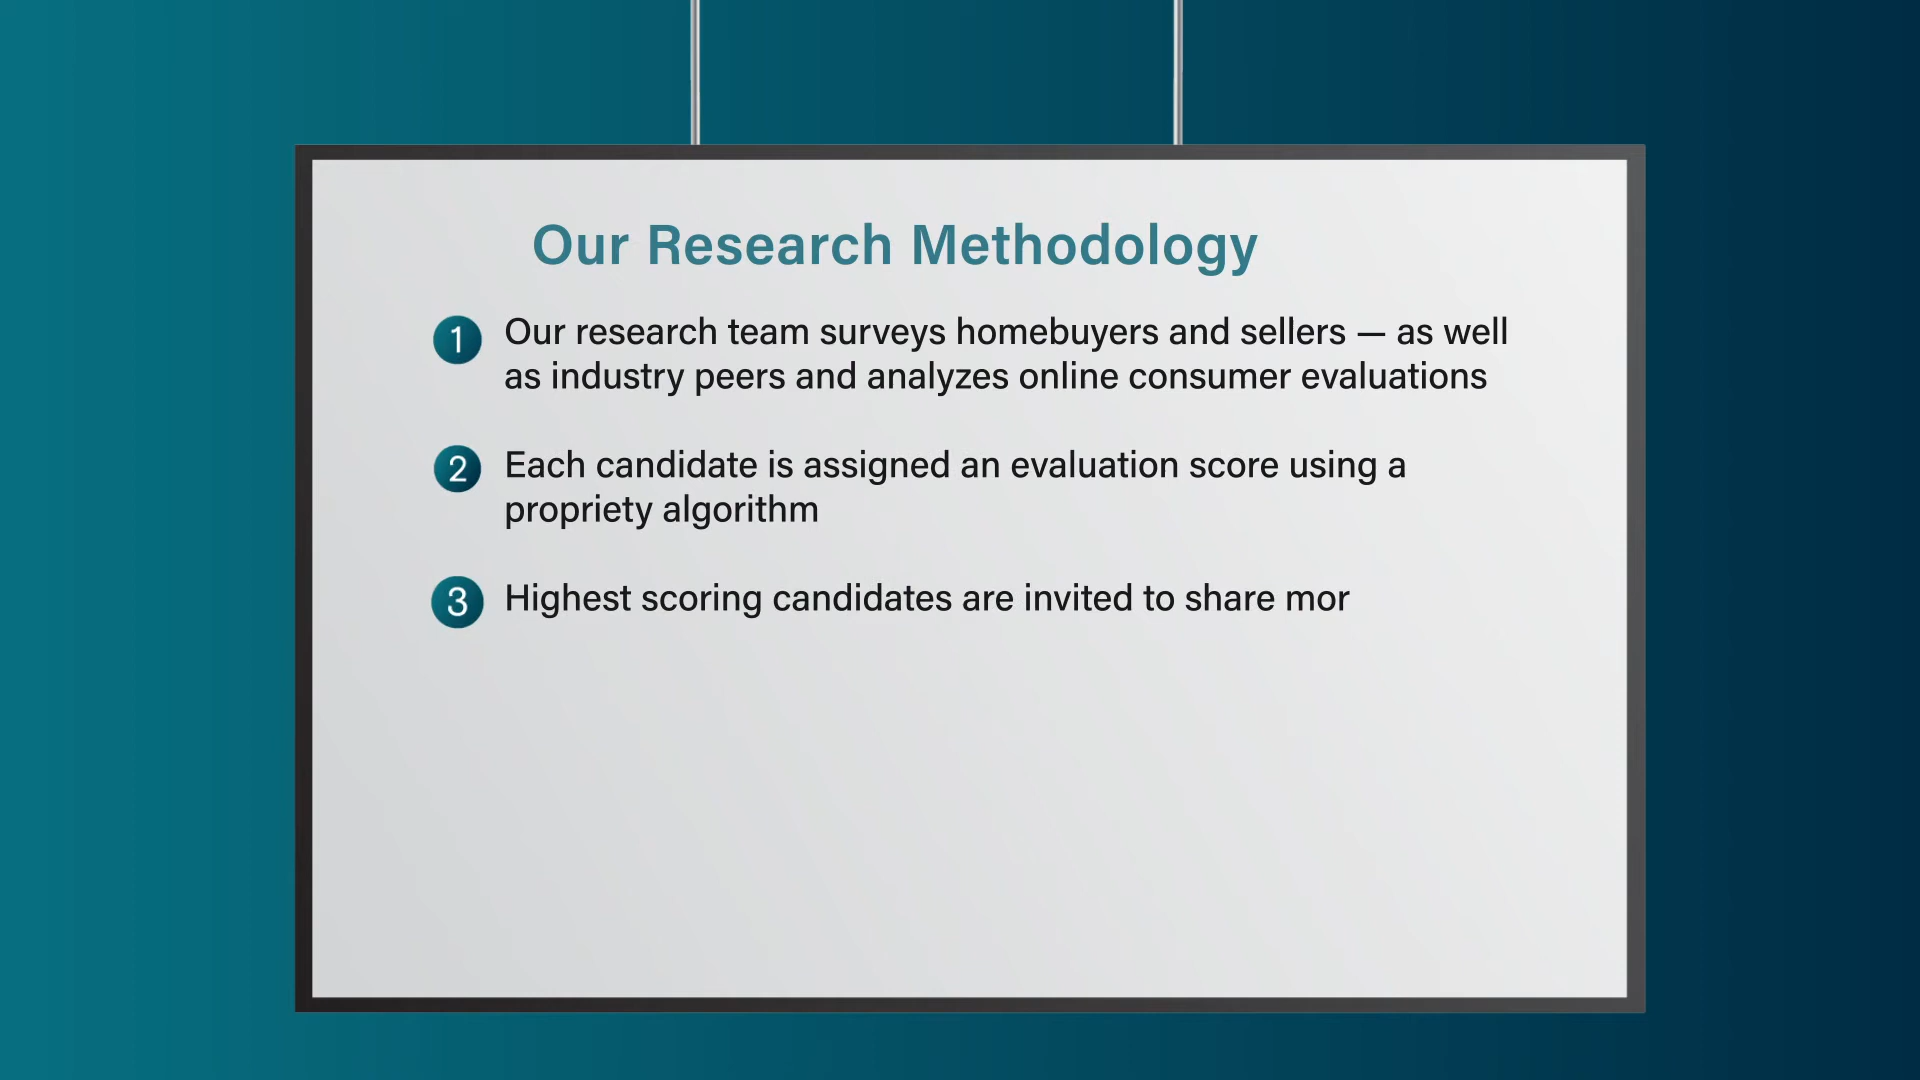 Our Research Methodology
1 Our research team surveys homebuyers and sellers — as well
as industry peers and analyzes online consumer evaluations
2 Each candidate is assigned an evaluation score using a
propriety algorithm
3 Highest scoring candidates are invited to share mor